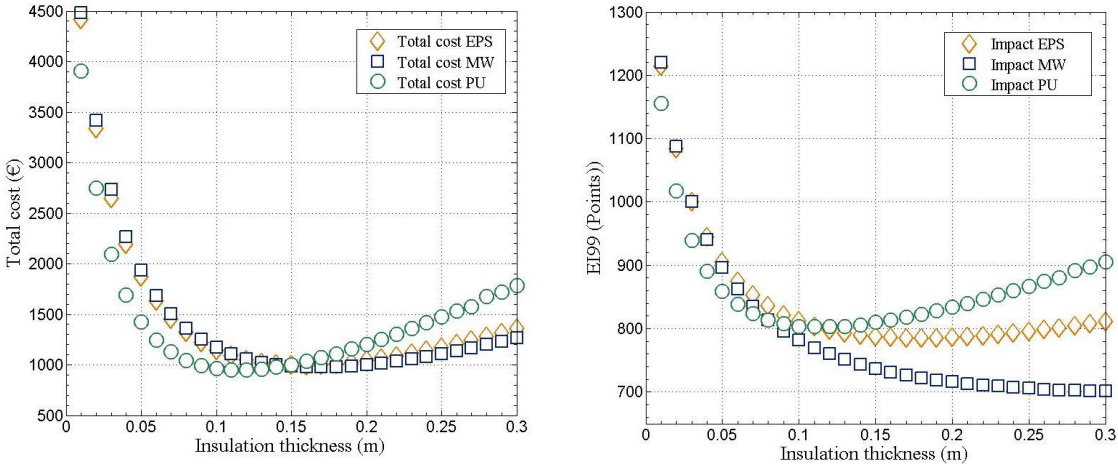 4500
4000
3500
3000
2500
2000
1500
1000
500
Total cost (€)
Total cost EPS
Total cost MW
Total cost PU
0 0.05 0.1 0.15 0.2 0.25 0.3
Insulation thickness (m)
1300
1200
1100
1000
900
800
700
EI99 (Points))
Impact EPS
Impact MW
Impact PU
0 0.05 0.1 0.15 0.2 0.25 0.3
Insulation thickness (m)